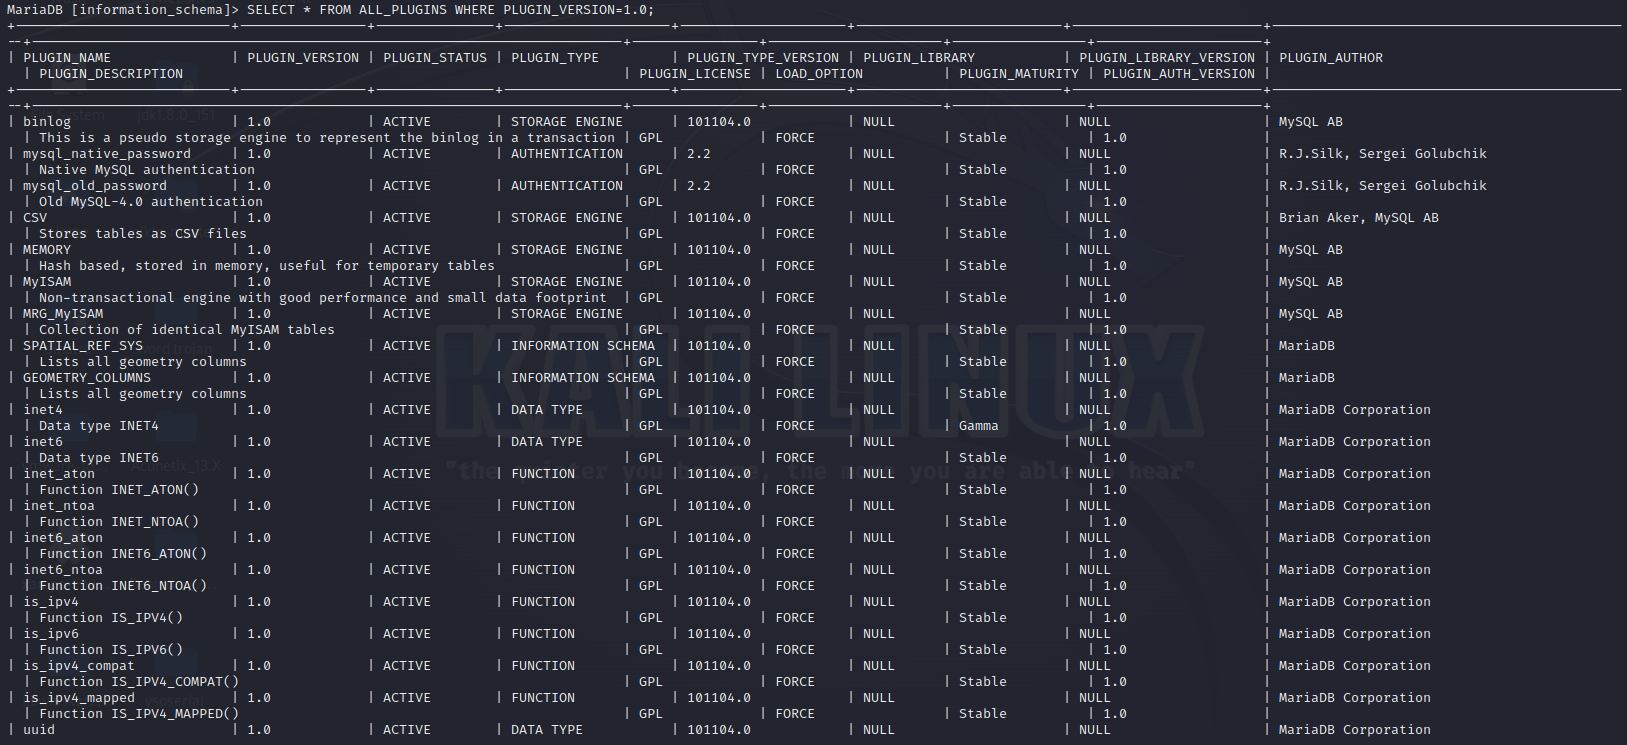 MariaDB [information_schema]> SELECT * FROM ALL_PLUGINS WHERE PLUGIN_VERSION=1.0;
| PLUGIN_NAME | PLUGIN_VERSION | PLUGIN_STATUS | PLUGIN_TYPE | PLUGIN_TYPE_VERSION | PLUGIN_LIBRARY | PLUGIN_LIBRARY_VERSION | PLUGIN_AUTHOR
| PLUGIN_DESCRIPTION | PLUGIN_LICENSE | LOAD_OPTION | PLUGIN_MATURITY | PLUGIN_AUTH_VERSION |
| binlog | 1.0 | ACTIVE | STORAGE ENGINE | 101104.0 | NULL | NULL | MySQL AB
| This is a pseudo storage engine to represent the binlog in a transaction | GPL | FORCE | Stable | 1.0 |
| mysql_native_password | 1.0 | ACTIVE | AUTHENTICATION | 2.2 | NULL | NULL | R.J.Silk, Sergei Golubchik
| Native MySQL authentication | GPL | FORCE | Stable | 1.0 |
| mysql_old_password | 1.0 | ACTIVE | AUTHENTICATION | 2.2 | NULL | NULL | R.J.Silk, Sergei Golubchik
| Old MySQL-4.0 authentication | GPL | FORCE | Stable | 1.0 |
| CSV | 1.0 | ACTIVE | STORAGE ENGINE | 101104.0 | NULL | NULL | Brian Aker, MySQL AB
| Stores tables as CSV files | GPL | FORCE | Stable | 1.0 |
| MEMORY | 1.0 | ACTIVE | STORAGE ENGINE | 101104.0 | NULL | NULL | MySQL AB
| Hash based, stored in memory, useful for temporary tables | GPL | FORCE | Stable | 1.0 |
| MyISAM | 1.0 | ACTIVE | STORAGE ENGINE | 101104.0 | NULL | NULL | MySQL AB
| Non-transactional engine with good performance and small data footprint | GPL | FORCE | Stable | 1.0 |
| MRG_MyISAM | 1.0 | ACTIVE | STORAGE ENGINE | 101104.0 | NULL | NULL | MySQL AB
| Collection of identical MyISAM tables | GPL | FORCE | Stable | 1.0 |
| SPATIAL_REF_SYS | 1.0 | ACTIVE | INFORMATION SCHEMA | 101104.0 | NULL | NULL | MariaDB
| Lists all geometry columns | GPL | FORCE | Stable | 1.0 |
| GEOMETRY_COLUMNS | 1.0 | ACTIVE | INFORMATION SCHEMA | 101104.0 | NULL | NULL | MariaDB
| Lists all geometry columns | GPL | FORCE | Stable | 1.0 |
| inet4 | 1.0 | ACTIVE | DATA TYPE | 101104.0 | NULL | NULL | MariaDB Corporation
| Data type INET4 | GPL | FORCE | Gamma | 1.0 |
| inet6 | 1.0 | ACTIVE | DATA TYPE | 101104.0 | NULL | NULL | MariaDB Corporation
| Data type INET6 | GPL | FORCE | Stable | 1.0 |
| inet_aton | 1.0 | ACTIVE | FUNCTION | 101104.0 | NULL | NULL | MariaDB Corporation
| Function INET_ATON() | GPL | FORCE | Stable | 1.0 |
| inet_ntoa | 1.0 | ACTIVE | FUNCTION | 101104.0 | NULL | NULL | MariaDB Corporation
| Function INET_NTOA() | GPL | FORCE | Stable | 1.0 |
| inet6_aton | 1.0 | ACTIVE | FUNCTION | 101104.0 | NULL | NULL | MariaDB Corporation
| Function INET6_ATON() | GPL | FORCE | Stable | 1.0 |
| inet6_ntoa | 1.0 | ACTIVE | FUNCTION | 101104.0 | NULL | NULL | MariaDB Corporation
| Function INET6_NTOA() | GPL | FORCE | Stable | 1.0 |
| is_ipv4 | 1.0 | ACTIVE | FUNCTION | 101104.0 | NULL | NULL | MariaDB Corporation
| Function IS_IPV4() | GPL | FORCE | Stable | 1.0 |
| is_ipv6 | 1.0 | ACTIVE | FUNCTION | 101104.0 | NULL | NULL | MariaDB Corporation
| Function IS_IPV6() | GPL | FORCE | Stable | 1.0 |
| is_ipv4_compat | 1.0 | ACTIVE | FUNCTION | 101104.0 | NULL | NULL | MariaDB Corporation
| Function IS_IPV4_COMPAT() | GPL | FORCE | Stable | 1.0 |
| is_ipv4_mapped | 1.0 | ACTIVE | FUNCTION | 101104.0 | NULL | NULL | MariaDB Corporation
| Function IS_IPV4_MAPPED() | GPL | FORCE | Stable | 1.0 |
| uuid | 1.0 | ACTIVE | DATA TYPE | 101104.0 | NULL | NULL | MariaDB Corporation
KALI LINUX
jdk1.8.0_151
Acunetix_13.X